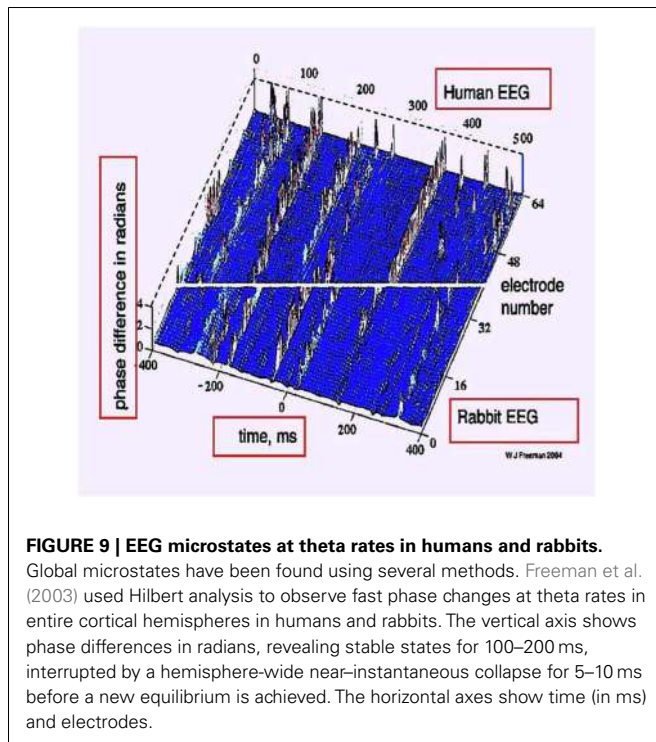 0
100
200
300
400
500
Human EEG
phase difference in radians
64
48
electrode
number
32
16
0
4
2
0
-400
-200
0
200
400
time, ms
Rabbit EEG
W J Freeman 2004
FIGURE 9 | EEG microstates at theta rates in humans and rabbits.
Global microstates have been found using several methods. Freeman et al.
(2003) used Hilbert analysis to observe fast phase changes at theta rates in
entire cortical hemispheres in humans and rabbits. The vertical axis shows
phase differences in radians, revealing stable states for 100–200 ms,
interrupted by a hemisphere-wide near–instantaneous collapse for 5–10 ms
before a new equilibrium is achieved. The horizontal axes show time (in ms)
and electrodes.